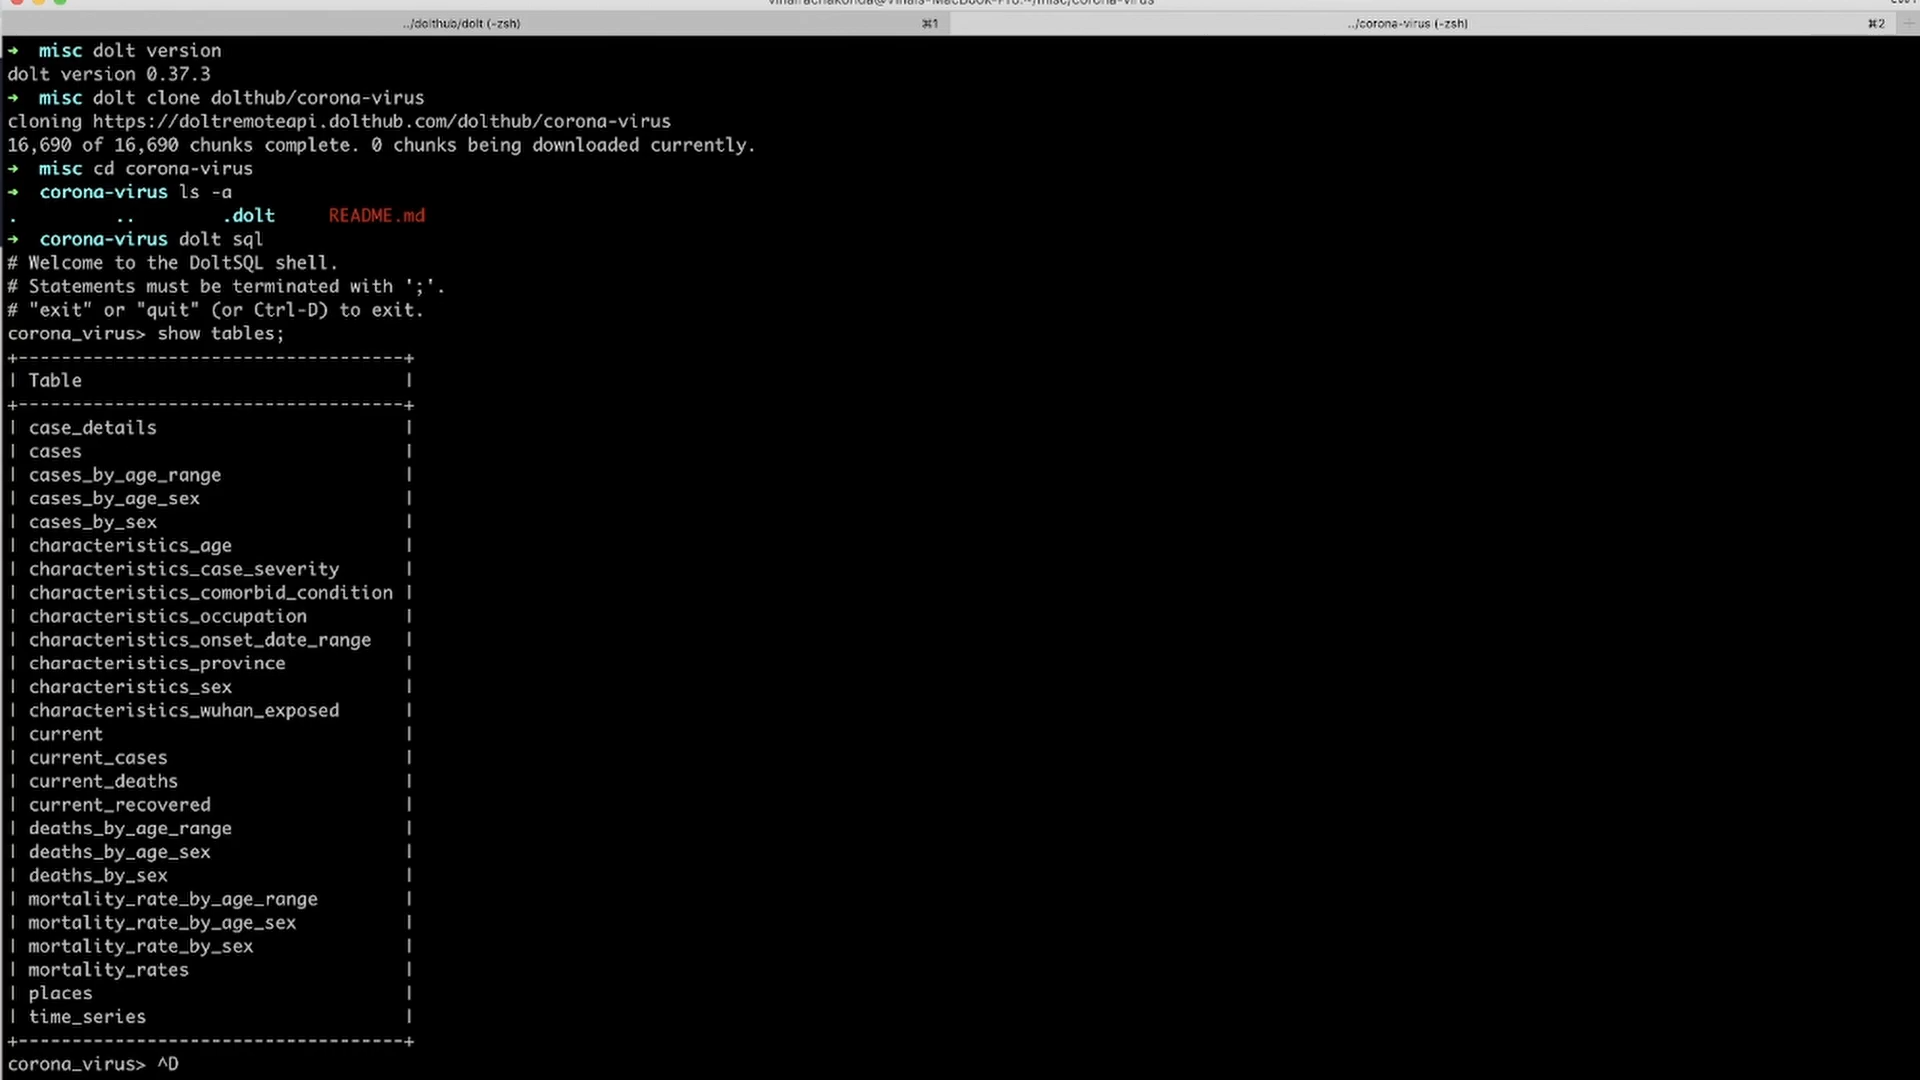 ../dolthub/dolt (-zsh) ⌘1 ../corona-virus (-zsh) ⌘2
➜ misc dolt version
dolt version 0.37.3
➜ misc dolt clone dolthub/corona-virus
cloning https://doltremoteapi.dolthub.com/dolthub/corona-virus
16,690 of 16,690 chunks complete. 0 chunks being downloaded currently.
➜ misc cd corona-virus
➜ corona-virus ls -a
. .. .dolt README.md
➜ corona-virus dolt sql
# Welcome to the DoltSQL shell.
# Statements must be terminated with ';'.
# "exit" or "quit" (or Ctrl-D) to exit.
corona_virus> show tables;
+------------------------------------+
| Table |
+------------------------------------+
| case_details |
| cases |
| cases_by_age_range |
| cases_by_age_sex |
| cases_by_sex |
| characteristics_age |
| characteristics_case_severity |
| characteristics_comorbid_condition |
| characteristics_occupation |
| characteristics_onset_date_range |
| characteristics_province |
| characteristics_sex |
| characteristics_wuhan_exposed |
| current |
| current_cases |
| current_deaths |
| current_recovered |
| deaths_by_age_range |
| deaths_by_age_sex |
| deaths_by_sex |
| mortality_rate_by_age_range |
| mortality_rate_by_age_sex |
| mortality_rate_by_sex |
| mortality_rates |
| places |
| time_series |
+------------------------------------+
corona_virus> ^D